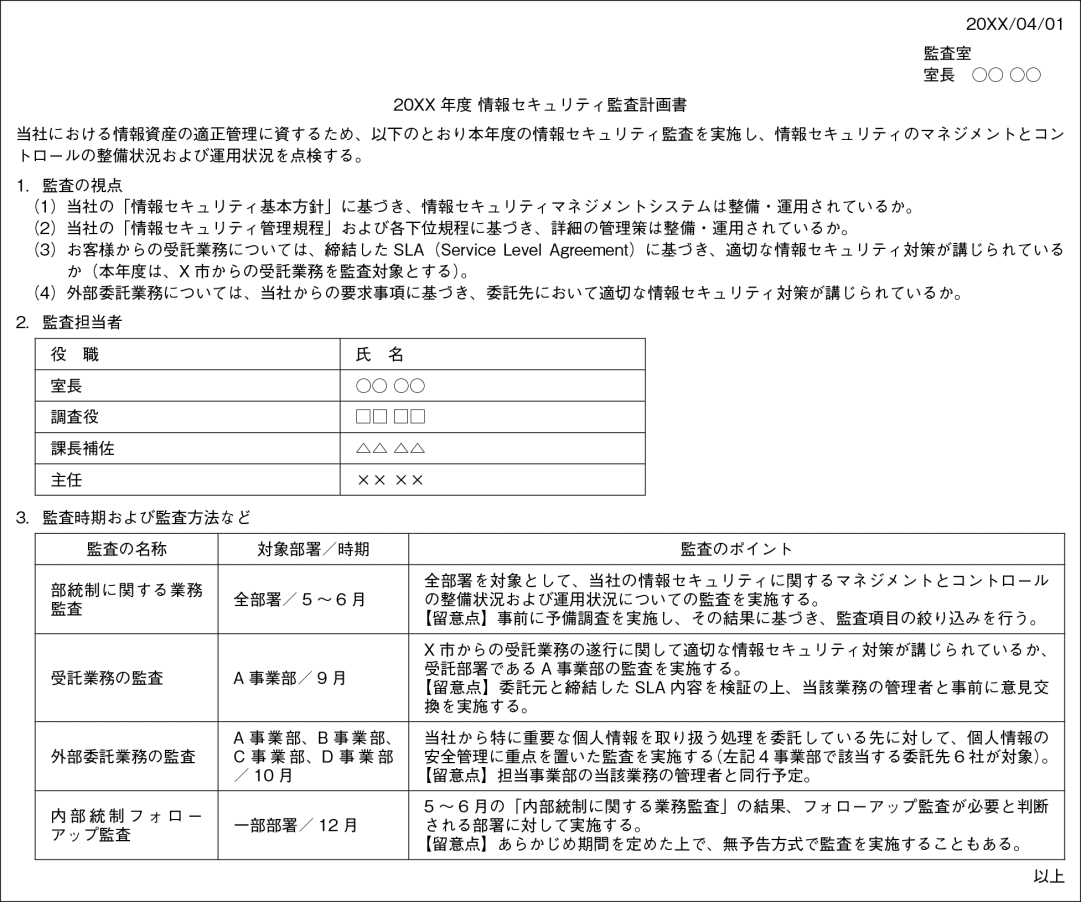 20XX/04/01
監査室
室長　○○ ○○
20XX 年度 情報セキュリティ監査計画書
当社における情報資産の適正管理に資するため、以下のとおり本年度の情報セキュリティ監査を実施し、情報セキュリティのマネジメントとコン
トロールの整備状況および運用状況を点検する。
1．監査の視点
（1）当社の「情報セキュリティ基本方針」に基づき、情報セキュリティマネジメントシステムは整備・運用されているか。
（2）当社の「情報セキュリティ管理規程」および各下位規程に基づき、詳細の管理策は整備・運用されているか。
（3）お客様からの受託業務については、締結した SLA（Service Level Agreement）に基づき、適切な情報セキュリティ対策が講じられている
か（本年度は、X 市からの受託業務を監査対象とする）。
（4）外部委託業務については、当社からの要求事項に基づき、委託先において適切な情報セキュリティ対策が講じられているか。
2．監査担当者
役　職　氏　名
室長　○○ ○○
調査役　□□ □□
課長補佐　△△ △△
主任　×× ××
3．監査時期および監査方法など
監査の名称　対象部署／時期　監査のポイント
部統制に関する業務
監査
全部署／ 5 ～ 6 月
全部署を対象として、当社の情報セキュリティに関するマネジメントとコントロール
の整備状況および運用状況についての監査を実施する。
【留意点】事前に予備調査を実施し、その結果に基づき、監査項目の絞り込みを行う。
受託業務の監査
A 事業部／ 9 月
X 市からの受託業務の遂行に関して適切な情報セキュリティ対策が講じられているか、
受託部署である A 事業部の監査を実施する。
【留意点】委託元と締結した SLA 内容を検証の上、当該業務の管理者と事前に意見交
換を実施する。
外部委託業務の監査
A 事業部、B 事業部、
C 事業部、D 事業部
／ 10 月
当社から特に重要な個人情報を取り扱う処理を委託している先に対して、個人情報の
安全管理に重点を置いた監査を実施する（左記 4 事業部で該当する委託先 6 社が対象）。
【留意点】担当事業部の当該業務の管理者と同行予定。
内部統制フォロー
アップ監査
一部部署／ 12 月
5 ～ 6 月の「内部統制に関する業務監査」の結果、フォローアップ監査が必要と判断
される部署に対して実施する。
【留意点】あらかじめ期間を定めた上で、無予告方式で監査を実施することもある。
以上